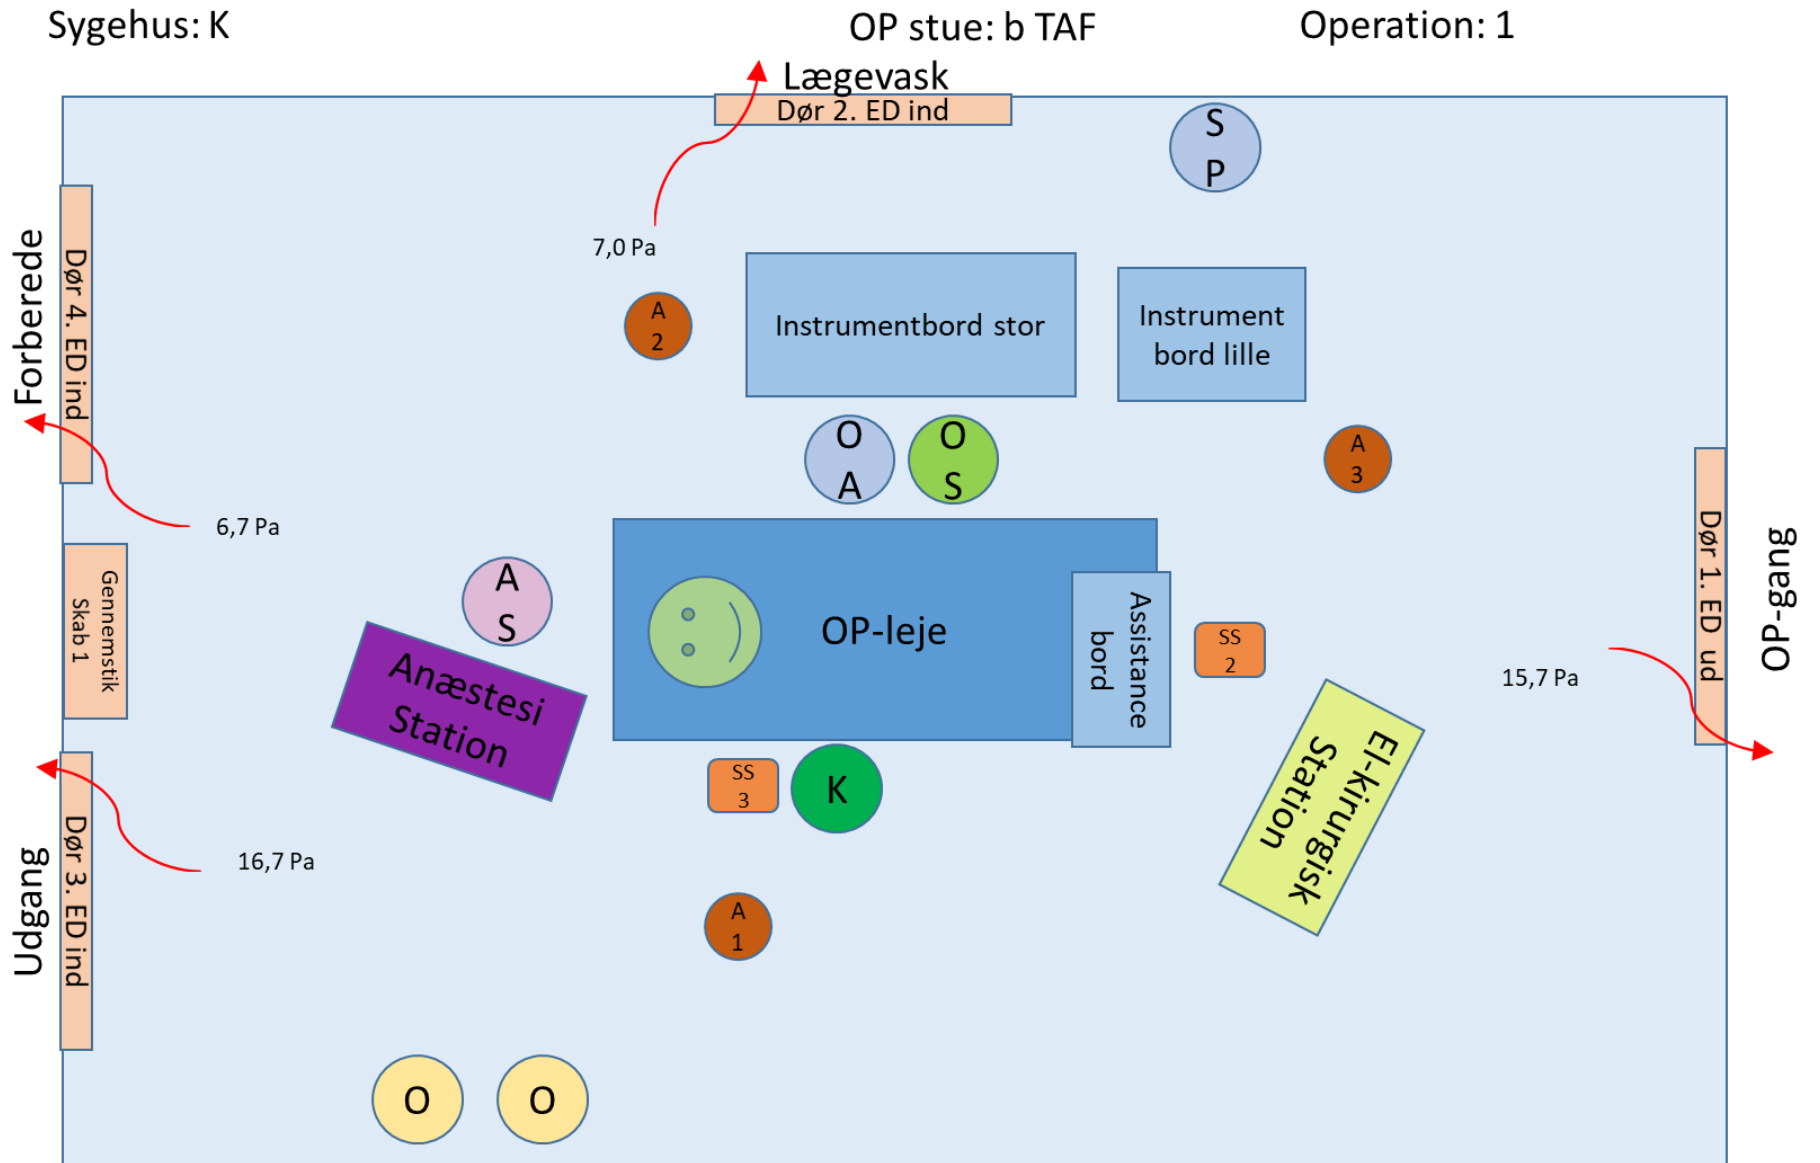 Sygehus: K
OP stue: b TAF
Operation: 1
Lægevask
Dør 2. ED ind
S
P
7,0 Pa
Forberede
Dør 4. ED ind
A
2
Instrumentbord stor
Instrument
bord lille
O
A
O
S
A
3
6,7 Pa
Gennemstik
Skab 1
A
S
OP-leje
Assistance
bord
SS
2
Dør 1. ED ud
OP-gaug
15,7 Pa
Anæstesi
Station
El-kirurgisk
Station
SS
3
K
16,7 Pa
Udgang
Dør 3. ED ind
A
1
O
O